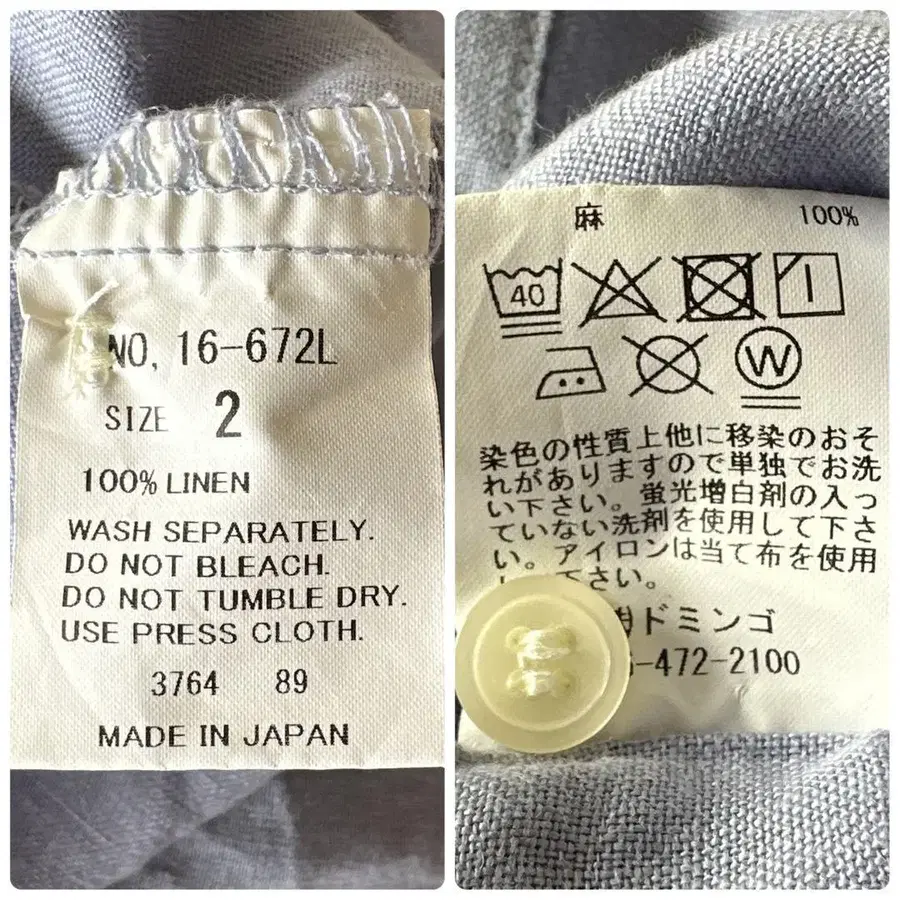 NO, 16-672L
SIZE 2
100% LINEN
WASH SEPARATELY.
DO NOT BLEACH.
DO NOT TUMBLE DRY.
USE PRESS CLOTH.
3764 89
MADE IN JAPAN
麻 100%
40
W
染色の性質上他に移染のおそ
れがありますので単独でお洗
い下さい。蛍光増白剤の入っ
ていない洗剤を使用して下さ
い。アイロンは当て布を使用
下さい。
ドミンゴ
-472-2100